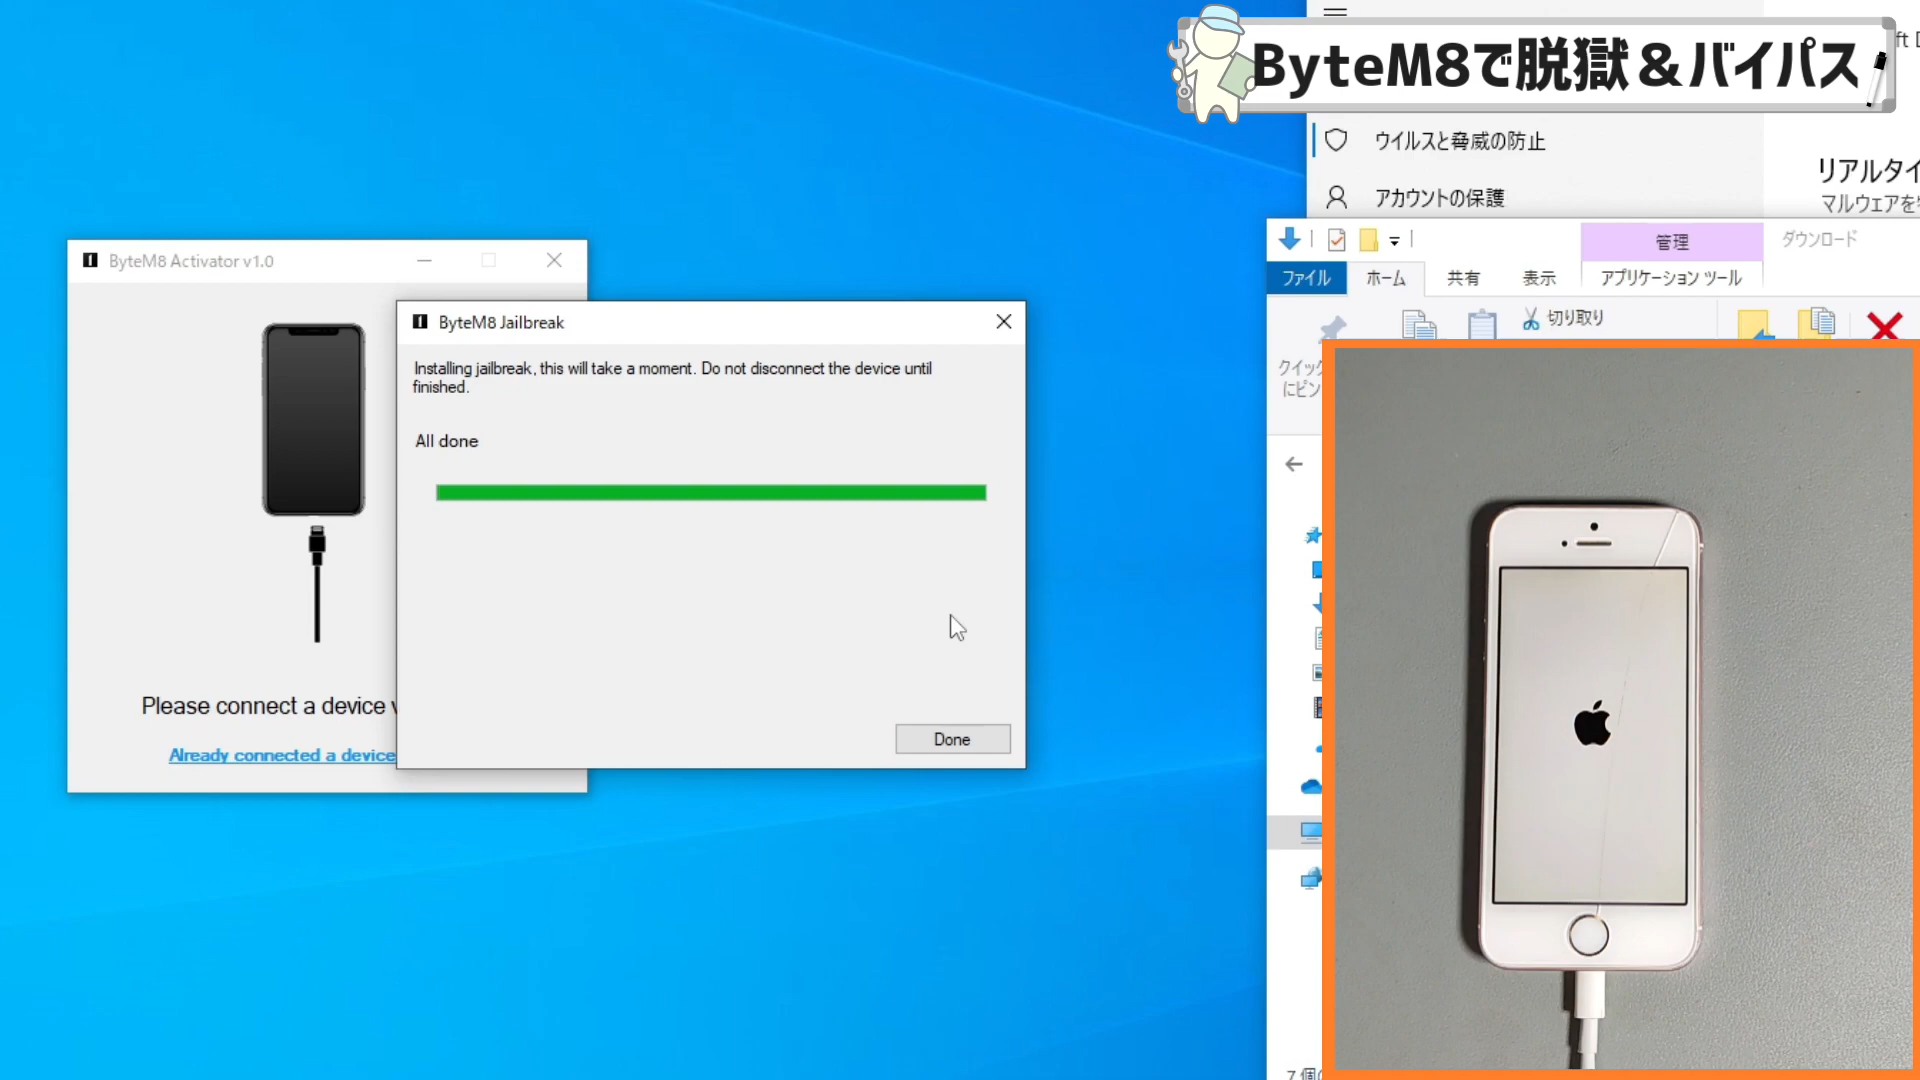 ByteM8で脱獄＆バイパス
ウイルスと脅威の防止
アカウントの保護
リアルタイ
マルウェアを
管理
ダウンロード
ファイル
ホーム
共有
表示
アプリケーション ツール
切り取り
クイック
にピン
ByteM8 Activator v1.0
ByteM8 Jailbreak
Installing jailbreak, this will take a moment. Do not disconnect the device until
finished.
All done
Done
Please connect a device
Already connected a device
7 個